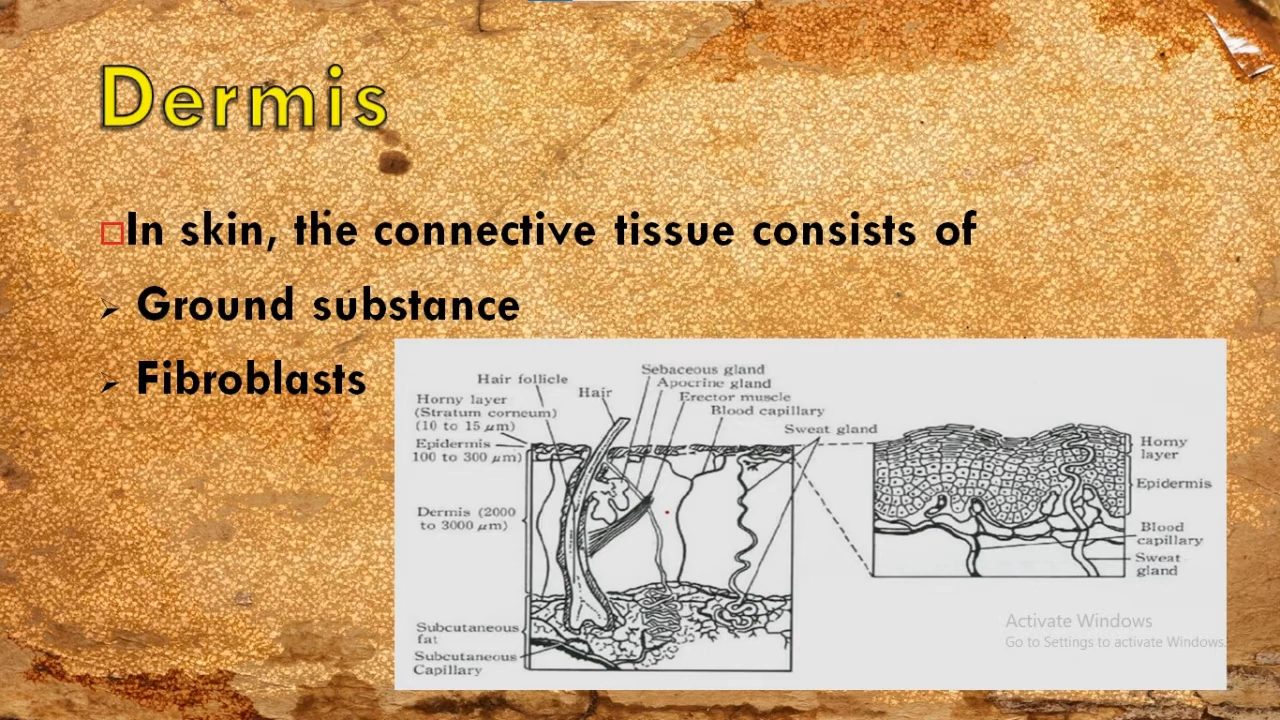 Dermis
In skin, the connective tissue consists of
Ground substance
Fibroblasts
Sebaceous gland
Hair follicle
Apocrine gland
Hair
Erector muscle
Horny layer
(Stratum corneum)
(10 to 15 μm)
Blood capillary
Sweat gland
Epidermis
100 to 300 μm)
Dermis (2000
to 3000 μm)
Subcutaneous
fat
Subcutaneous
Capillary
Horny
layer
Epidermis
Blood
capillary
Sweat
gland
Activate Windows
Go to Settings to activate Windows.